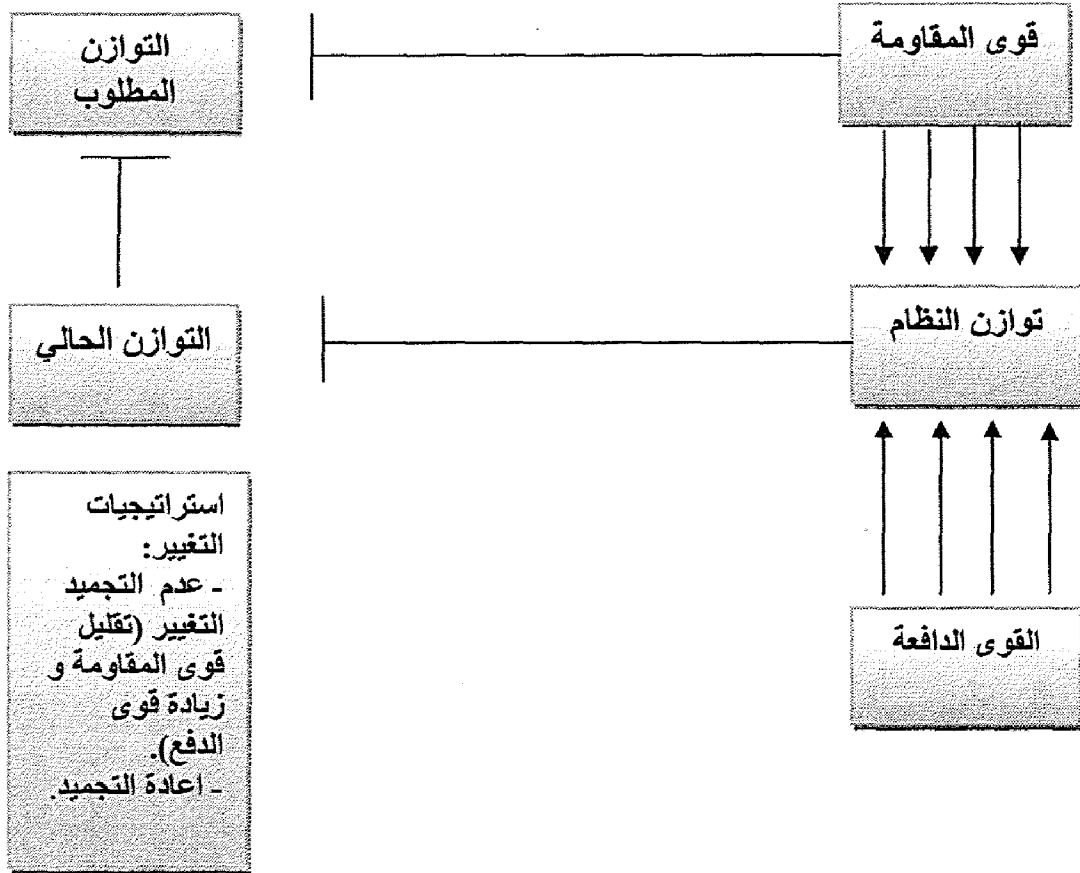 قوى المقاومة
التوازن
المطلوب
توازن النظام
التوازن الحالي
القوى الدافعة
استراتيجيات
التغيير:
- عدم التجميد
التغيير (تقليل
قوى المقاومة و
زيادة قوى
الدفع).
- اعادة التجميد.